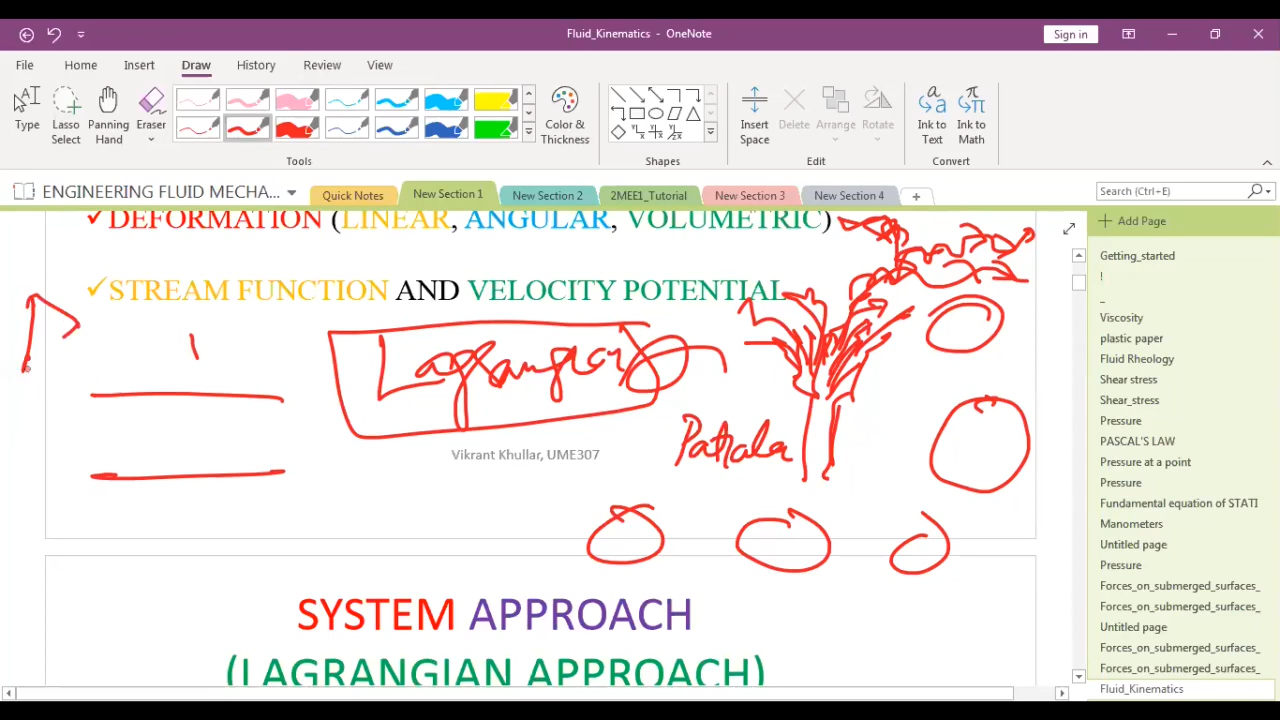 Fluid_Kinematics - OneNote
Sign in
File Home Insert Draw History Review View
Type
Lasso Select
Panning Hand
Eraser
Color & Thickness
Insert Space
Delete
Arrange
Rotate
Ink to Text
Ink to Math
Tools
Shapes
Edit
Convert
ENGINEERING FLUID MECHA...
Quick Notes
New Section 1
New Section 2
2MEE1_Tutorial
New Section 3
New Section 4
Search (Ctrl+E)
✓DEFORMATION (LINEAR, ANGULAR, VOLUMETRIC)
✓STREAM FUNCTION AND VELOCITY POTENTIAL
Lagrangian
Patiala
Vikrant Khullar, UME307
SYSTEM APPROACH
(LAGRANGIAN APPROACH)
Add Page
Getting_started
!
_
Viscosity
plastic paper
Fluid Rheology
Shear stress
Shear_stress
Pressure
PASCAL'S LAW
Pressure at a point
Pressure
Fundamental equation of STATI
Manometers
Untitled page
Pressure
Forces_on_submerged_surfaces_
Forces_on_submerged_surfaces_
Untitled page
Forces_on_submerged_surfaces_
Forces_on_submerged_surfaces_
Fluid_Kinematics